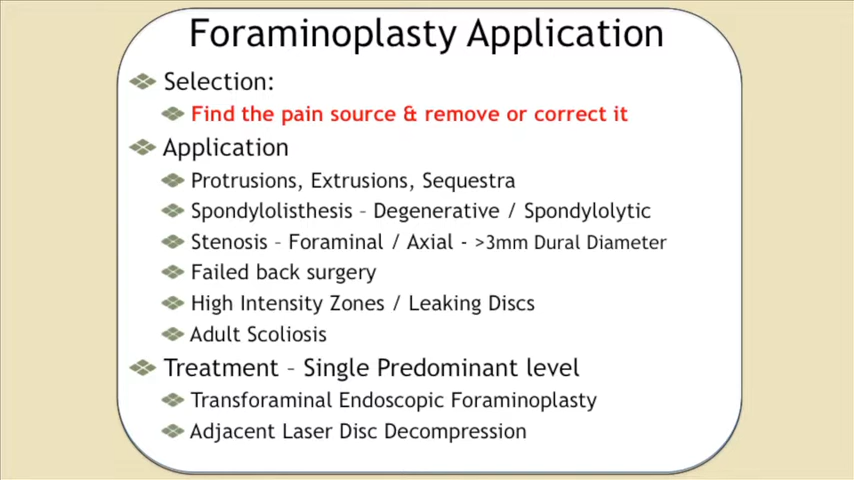 Foraminoplasty Application
Selection:
Find the pain source & remove or correct it
Application
Protrusions, Extrusions, Sequestra
Spondylolisthesis – Degenerative / Spondylolytic
Stenosis – Foraminal / Axial - >3mm Dural Diameter
Failed back surgery
High Intensity Zones / Leaking Discs
Adult Scoliosis
Treatment – Single Predominant level
Transforaminal Endoscopic Foraminoplasty
Adjacent Laser Disc Decompression